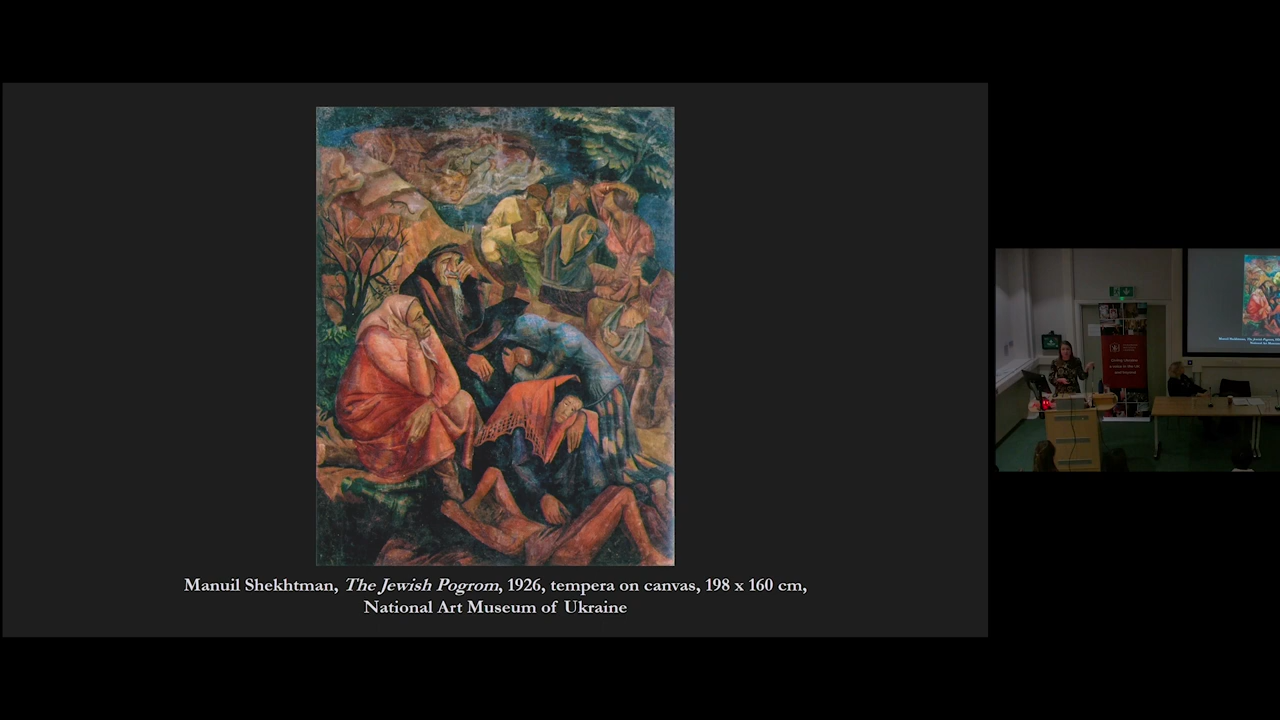 Manuil Shekhtman, The Jewish Pogrom, 1926, tempera on canvas, 198 x 160 cm,
National Art Museum of Ukraine